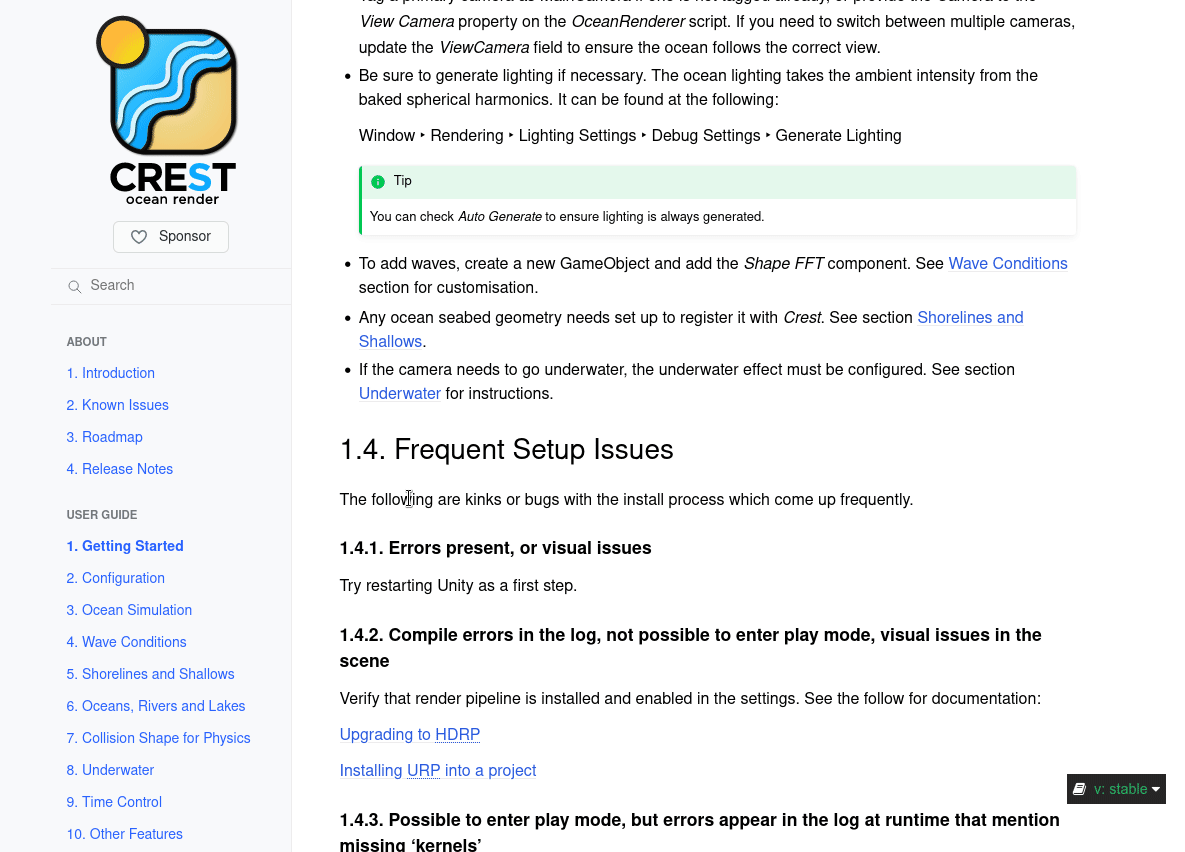 CREST
ocean render
Sponsor
Search
ABOUT
1. Introduction
2. Known Issues
3. Roadmap
4. Release Notes
USER GUIDE
1. Getting Started
2. Configuration
3. Ocean Simulation
4. Wave Conditions
5. Shorelines and Shallows
6. Oceans, Rivers and Lakes
7. Collision Shape for Physics
8. Underwater
9. Time Control
10. Other Features
View Camera property on the OceanRenderer script. If you need to switch between multiple cameras,
update the ViewCamera field to ensure the ocean follows the correct view.
• Be sure to generate lighting if necessary. The ocean lighting takes the ambient intensity from the
baked spherical harmonics. It can be found at the following:
Window ‣ Rendering ‣ Lighting Settings ‣ Debug Settings ‣ Generate Lighting
Tip
You can check Auto Generate to ensure lighting is always generated.
• To add waves, create a new GameObject and add the Shape FFT component. See Wave Conditions
section for customisation.
• Any ocean seabed geometry needs set up to register it with Crest. See section Shorelines and
Shallows.
• If the camera needs to go underwater, the underwater effect must be configured. See section
Underwater for instructions.
1.4. Frequent Setup Issues
The following are kinks or bugs with the install process which come up frequently.
1.4.1. Errors present, or visual issues
Try restarting Unity as a first step.
1.4.2. Compile errors in the log, not possible to enter play mode, visual issues in the
scene
Verify that render pipeline is installed and enabled in the settings. See the follow for documentation:
Upgrading to HDRP
Installing URP into a project
1.4.3. Possible to enter play mode, but errors appear in the log at runtime that mention
missing ‘kernels’
v: stable